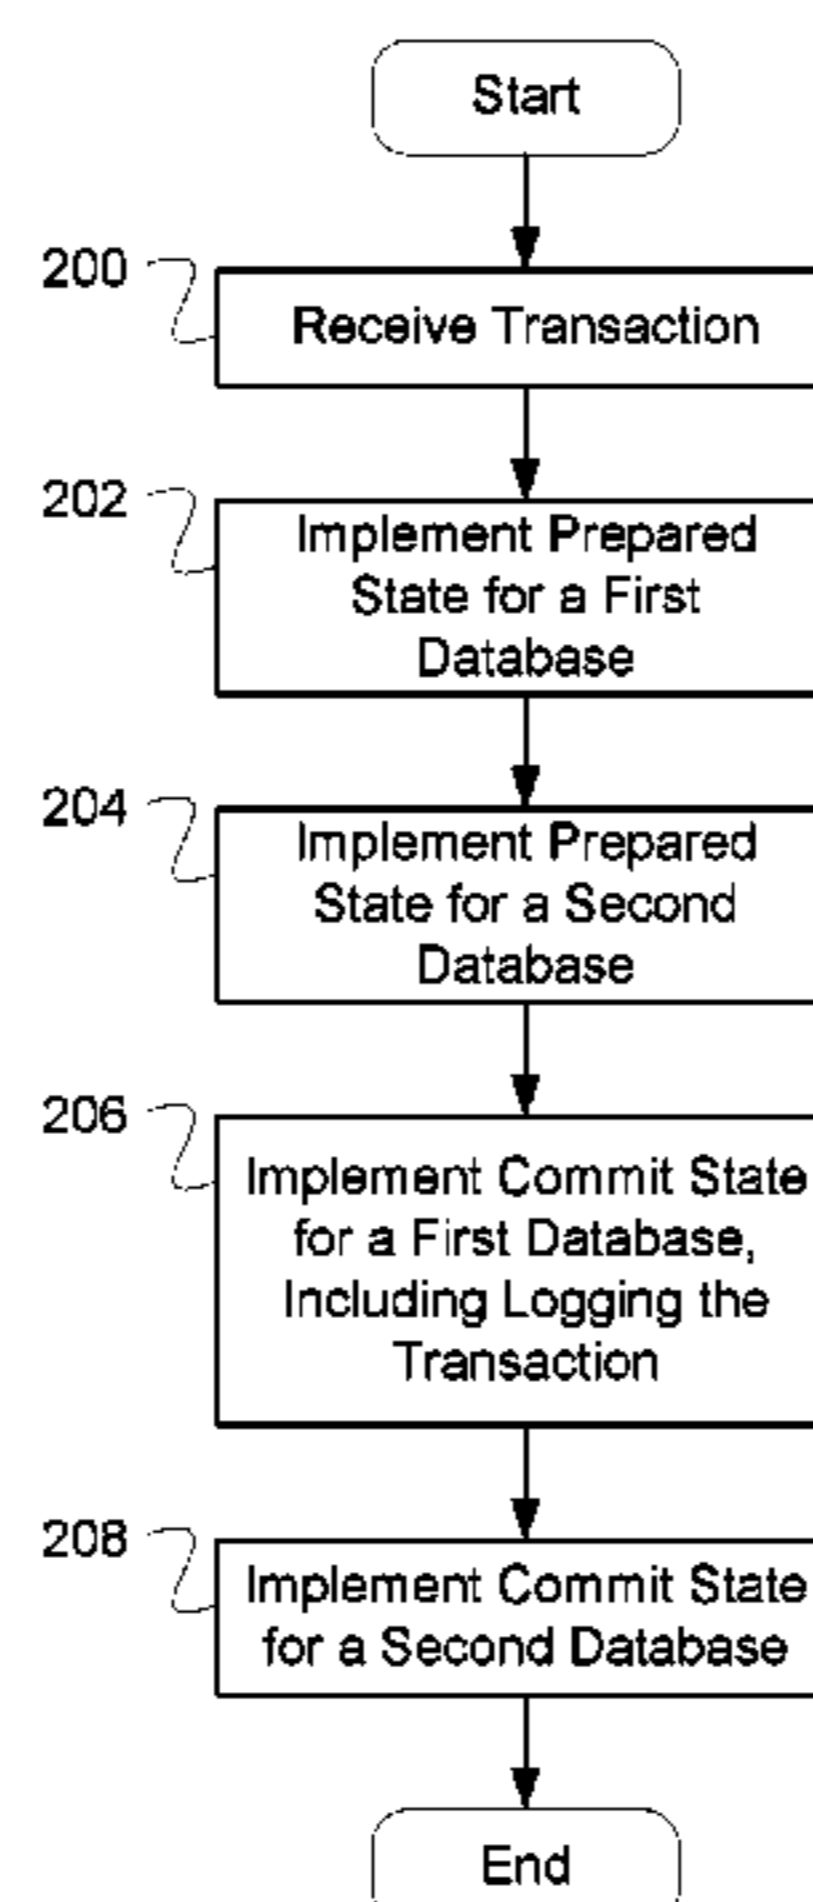 Start
200
Receive Transaction
202
Implement Prepared
State for a First
Database
204
Implement Prepared
State for a Second
Database
206
Implement Commit State
for a First Database,
Including Logging the
Transaction
208
Implement Commit State
for a Second Database
End